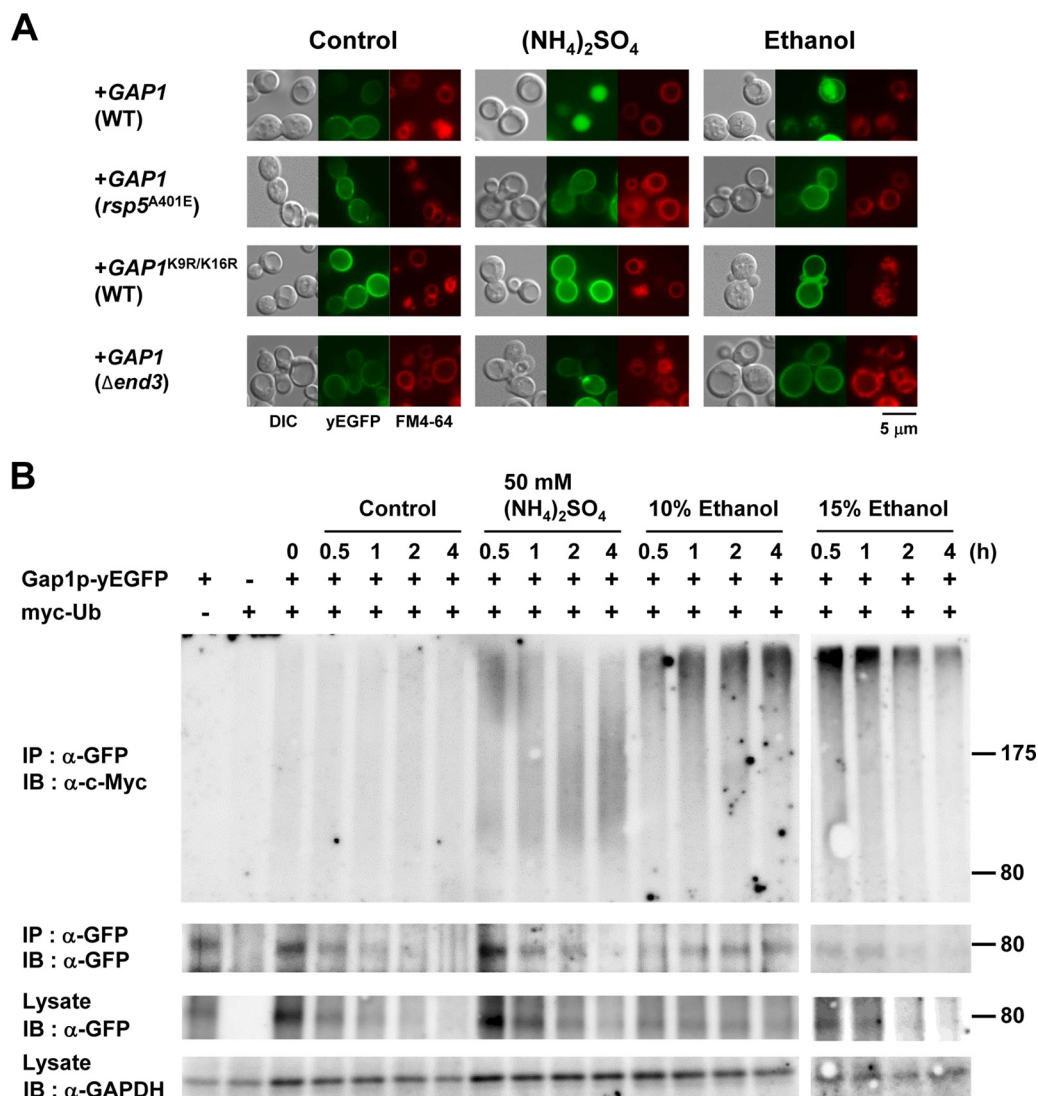 A
Control (NH₄)₂SO₄ Ethanol
+GAP1
(WT)
+GAP1
(rsp5ᴬ⁴⁰¹ᴱ)
+GAP1ᴷ⁹ᴿ/ᴷ¹⁶ᴿ
(WT)
+GAP1
(Δend3)
DIC yEGFP FM4-64
5 μm
B
Control
50 mM
(NH₄)₂SO₄
10% Ethanol 15% Ethanol
0 0.5 1 2 4 0.5 1 2 4 0.5 1 2 4 0.5 1 2 4 (h)
Gap1p-yEGFP + - + + + + + + + + + + + + + + + + +
myc-Ub - + + + + + + + + + + + + + + + + + +
IP : α-GFP
IB : α-c-Myc
175
80
IP : α-GFP
IB : α-GFP
80
Lysate
IB : α-GFP
80
Lysate
IB : α-GAPDH